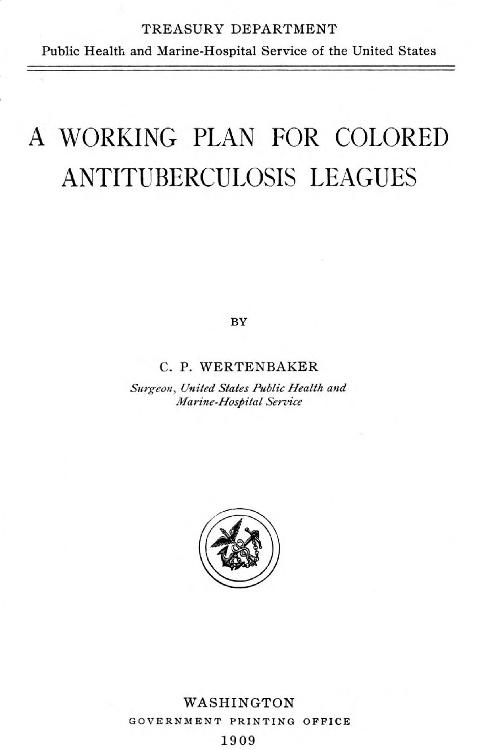 TREASURY DEPARTMENT
Public Health and Marine-Hospital Service of the United States
A WORKING PLAN FOR COLORED
ANTITUBERCULOSIS LEAGUES
BY
C. P. WERTENBAKER
Surgeon, United States Public Health and
Marine-Hospital Service
WASHINGTON
GOVERNMENT PRINTING OFFICE
1909